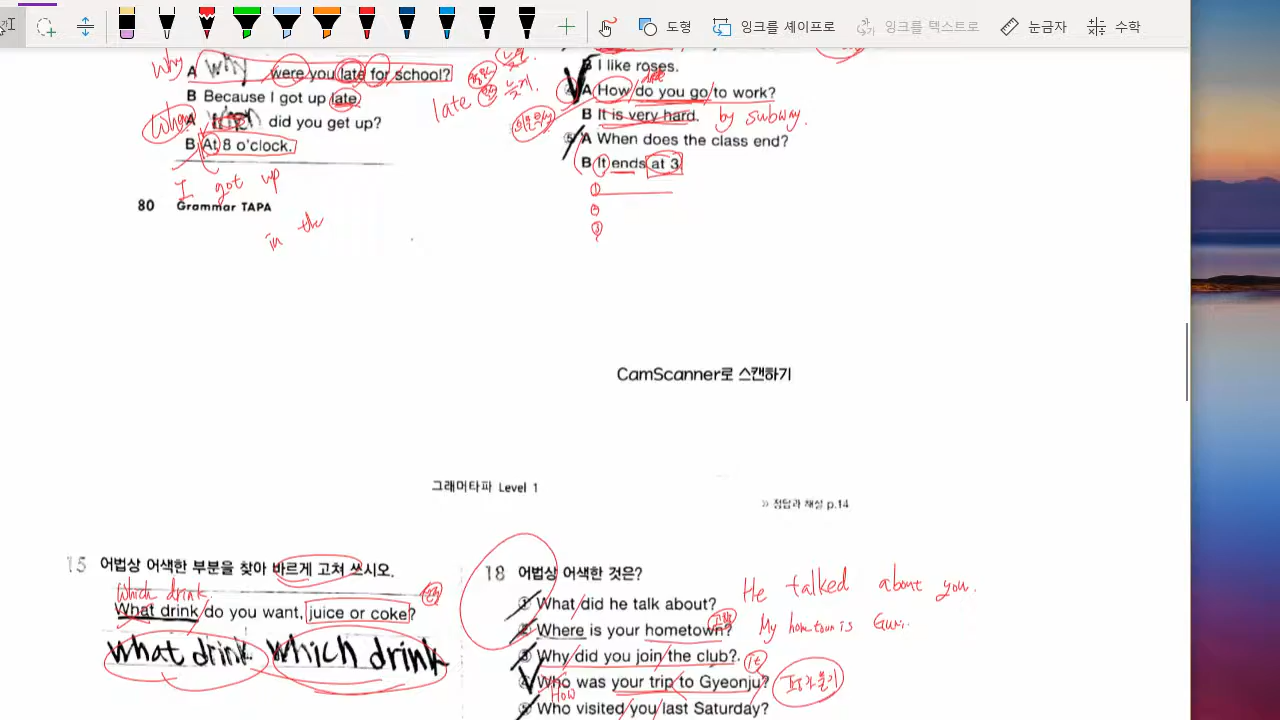 도형 잉크를 셰이프로 잉크를 텍스트로 눈금자 수학
Why A Why were you late for school?
B Because I got up late.
late 늦게.
When A did you get up?
B At 8 o'clock.
I got up
in the
80 Grammar TAPA
B I like roses.
④ A How do you go to work?
B It is very hard. by subway.
⑤ A When does the class end?
B It ends at 3
①
②
③
CamScanner로 스캔하기
그래머타파 Level 1
» 정답과 해설 p.14
15 어법상 어색한 부분을 찾아 바르게 고쳐 쓰시오.
Which drink.
What drink do you want, juice or coke?
What drink Which drink
18 어법상 어색한 것은?
① What did he talk about? He talked about you.
② Where is your hometown? My hometown is Guri.
③ Why did you join the club?
it
④ Who was your trip to Gyeonju?
How
⑤ Who visited you last Saturday?